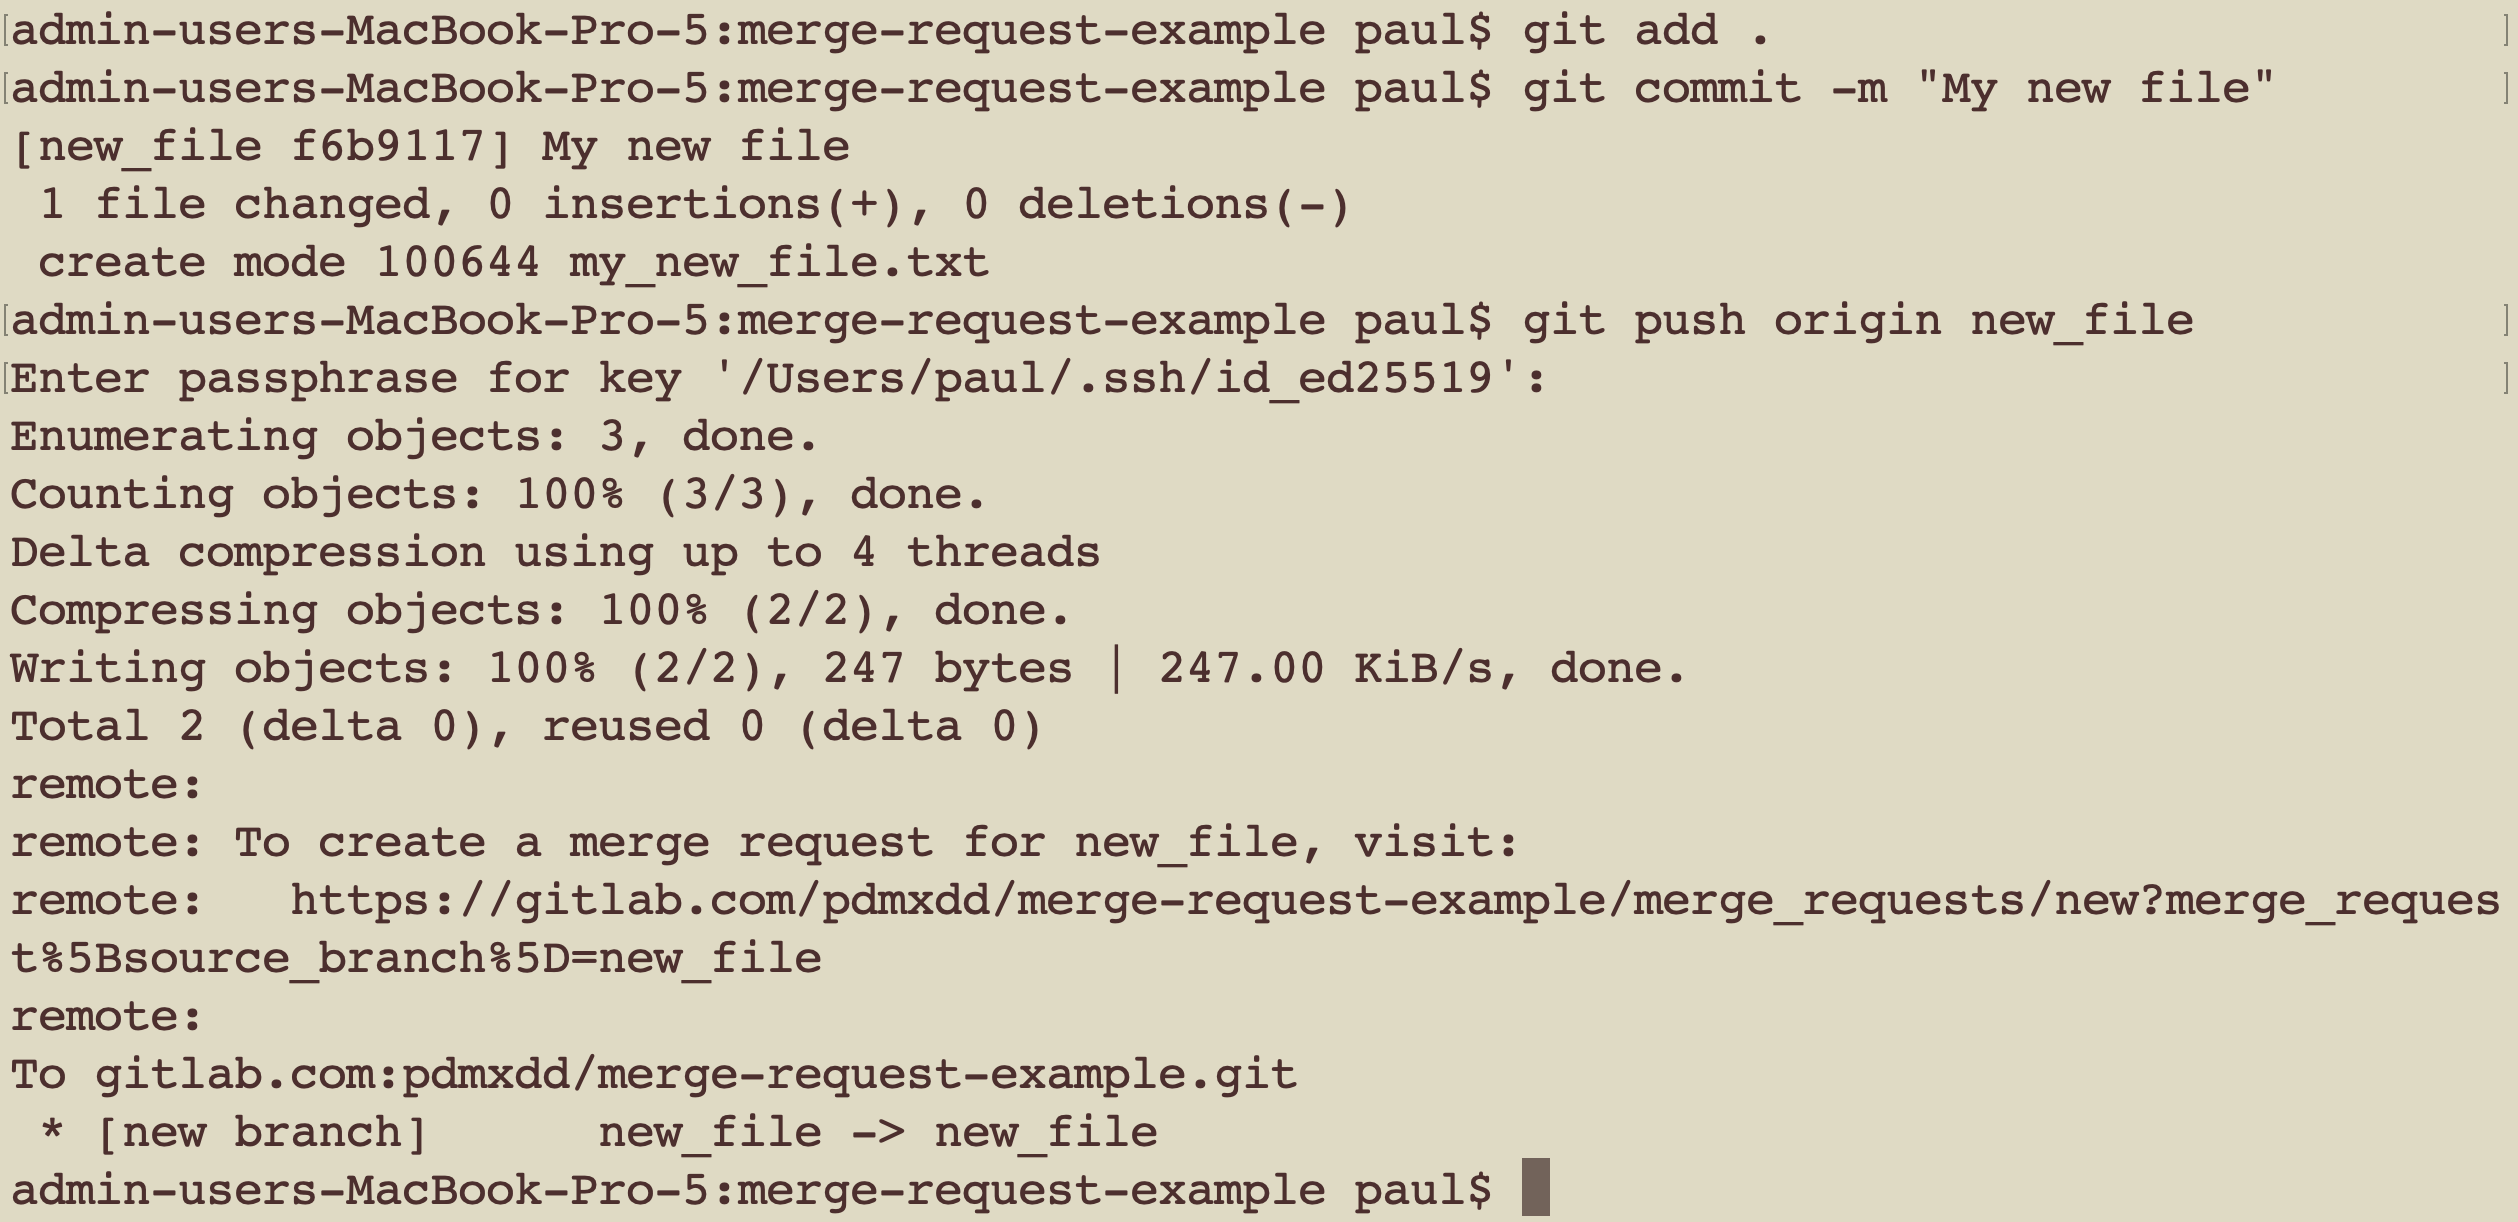 admin-users-MacBook-Pro-5:merge-request-example paul$ git add .
admin-users-MacBook-Pro-5:merge-request-example paul$ git commit -m "My new file"
[new_file f6b9117] My new file
 1 file changed, 0 insertions(+), 0 deletions(-)
 create mode 100644 my_new_file.txt
admin-users-MacBook-Pro-5:merge-request-example paul$ git push origin new_file
Enter passphrase for key '/Users/paul/.ssh/id_ed25519':
Enumerating objects: 3, done.
Counting objects: 100% (3/3), done.
Delta compression using up to 4 threads
Compressing objects: 100% (2/2), done.
Writing objects: 100% (2/2), 247 bytes | 247.00 KiB/s, done.
Total 2 (delta 0), reused 0 (delta 0)
remote:
remote: To create a merge request for new_file, visit:
remote:   https://gitlab.com/pdmxdd/merge-request-example/merge_requests/new?merge_reques
t%5Bsource_branch%5D=new_file
remote:
To gitlab.com:pdmxdd/merge-request-example.git
 * [new branch]      new_file -> new_file
admin-users-MacBook-Pro-5:merge-request-example paul$